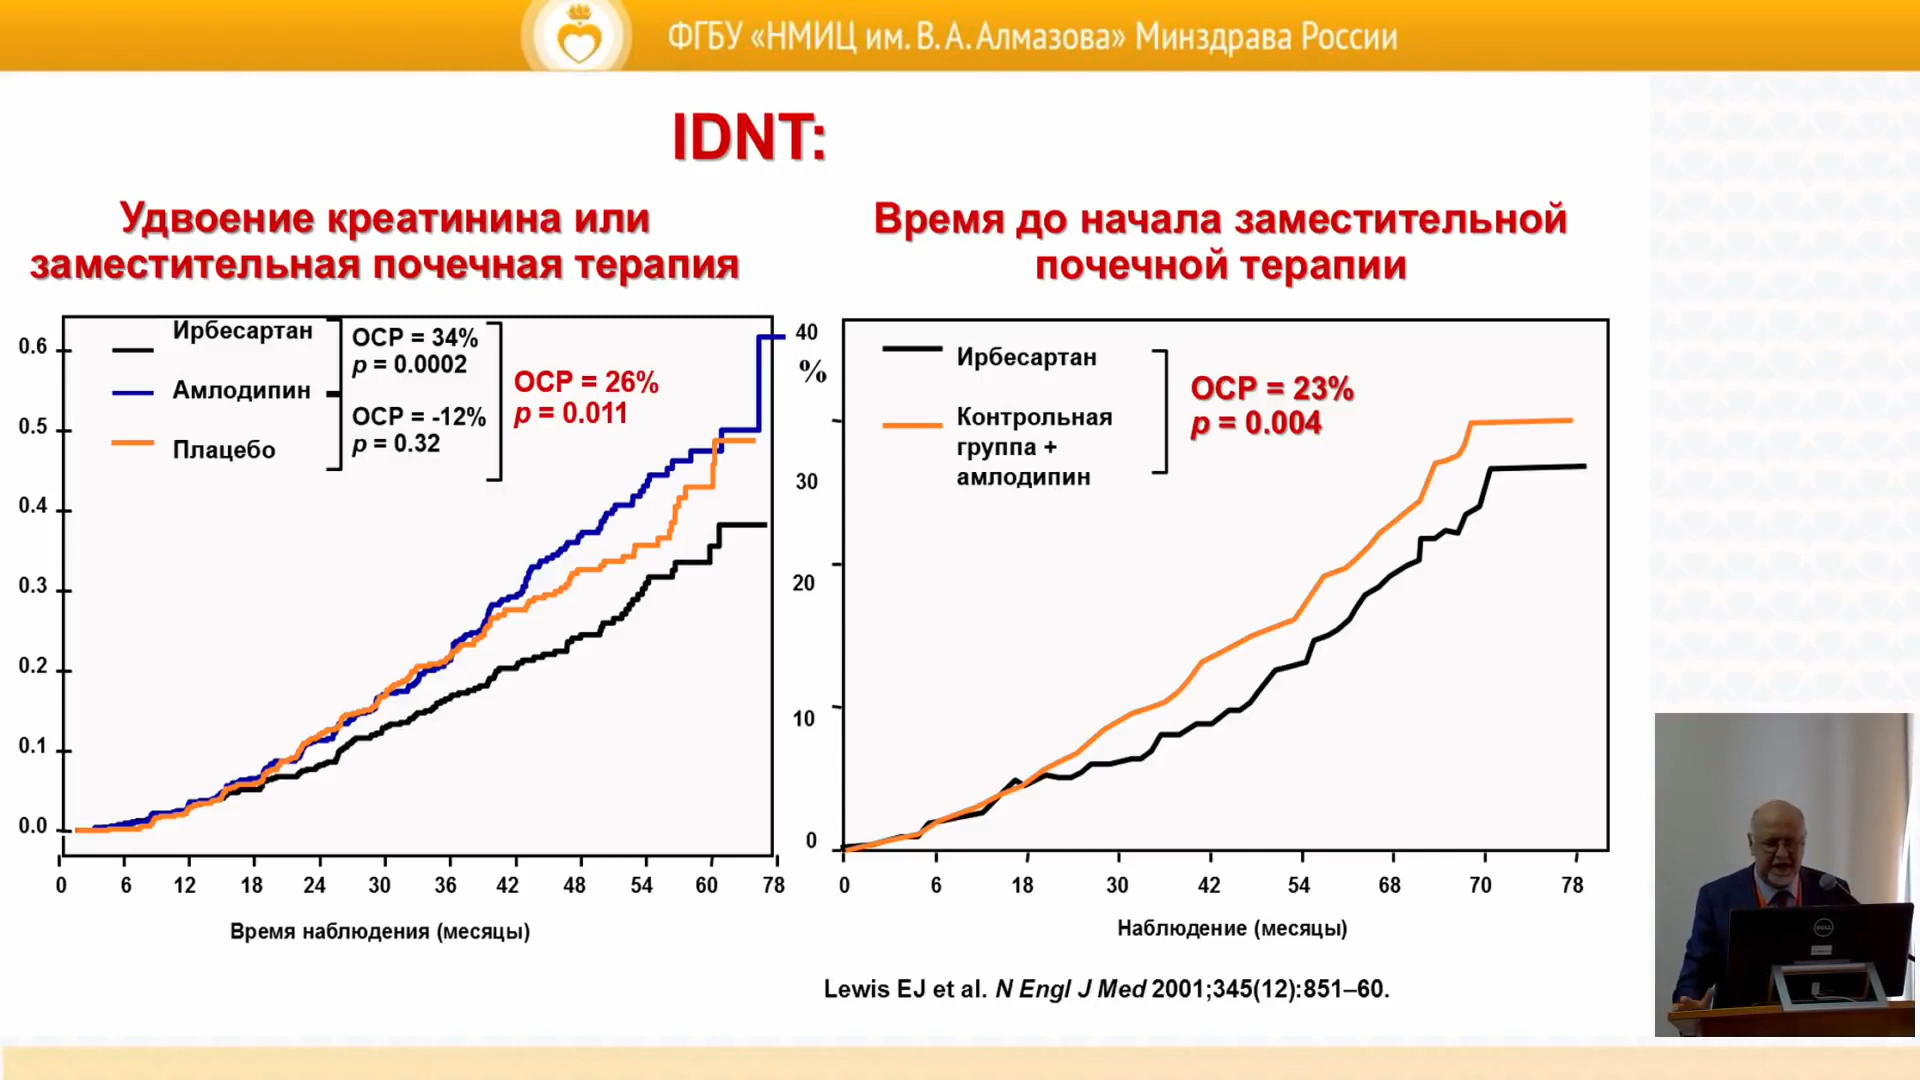 ФГБУ «НМИЦ им. В. А. Алмазова» Минздрава России
IDNT:
Удвоение креатинина или
заместительная почечная терапия
Ирбесартан
Амлодипин
Плацебо
ОСР = 34%
p = 0.0002
ОСР = -12%
p = 0.32
ОСР = 26%
p = 0.011
0.6
0.5
0.4
0.3
0.2
0.1
0.0
0 6 12 18 24 30 36 42 48 54 60 78
Время наблюдения (месяцы)
Время до начала заместительной
почечной терапии
40
%
30
20
10
0
Ирбесартан
Контрольная
группа +
амлодипин
ОСР = 23%
p = 0.004
0 6 18 30 42 54 68 70 78
Наблюдение (месяцы)
Lewis EJ et al. N Engl J Med 2001;345(12):851–60.
DELL